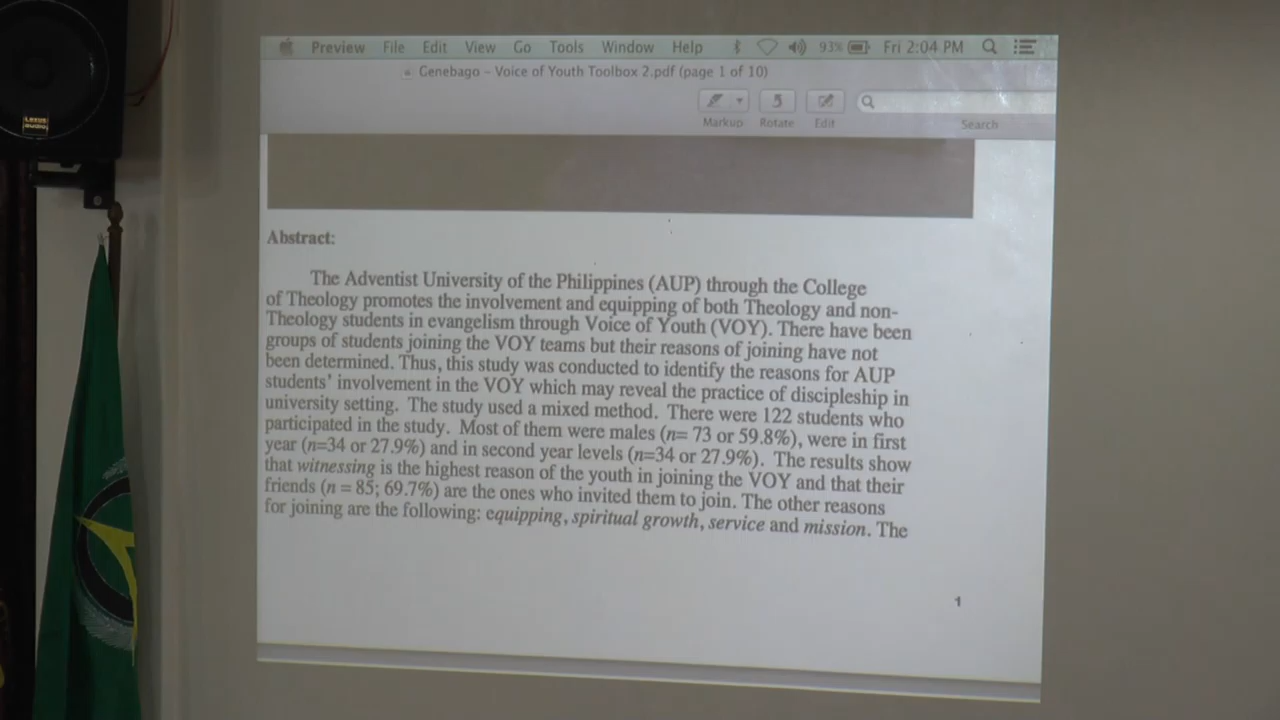 Preview File Edit View Go Tools Window Help 93% Fri 2:04 PM
Genebago - Voice of Youth Toolbox 2.pdf (page 1 of 10)
Markup Rotate Edit Search
Abstract:
The Adventist University of the Philippines (AUP) through the College
of Theology promotes the involvement and equipping of both Theology and non-
Theology students in evangelism through Voice of Youth (VOY). There have been
groups of students joining the VOY teams but their reasons of joining have not
been determined. Thus, this study was conducted to identify the reasons for AUP
students' involvement in the VOY which may reveal the practice of discipleship in
university setting. The study used a mixed method. There were 122 students who
participated in the study. Most of them were males (n= 73 or 59.8%), were in first
year (n=34 or 27.9%) and in second year levels (n=34 or 27.9%). The results show
that witnessing is the highest reason of the youth in joining the VOY and that their
friends (n = 85; 69.7%) are the ones who invited them to join. The other reasons
for joining are the following: equipping, spiritual growth, service and mission. The
1